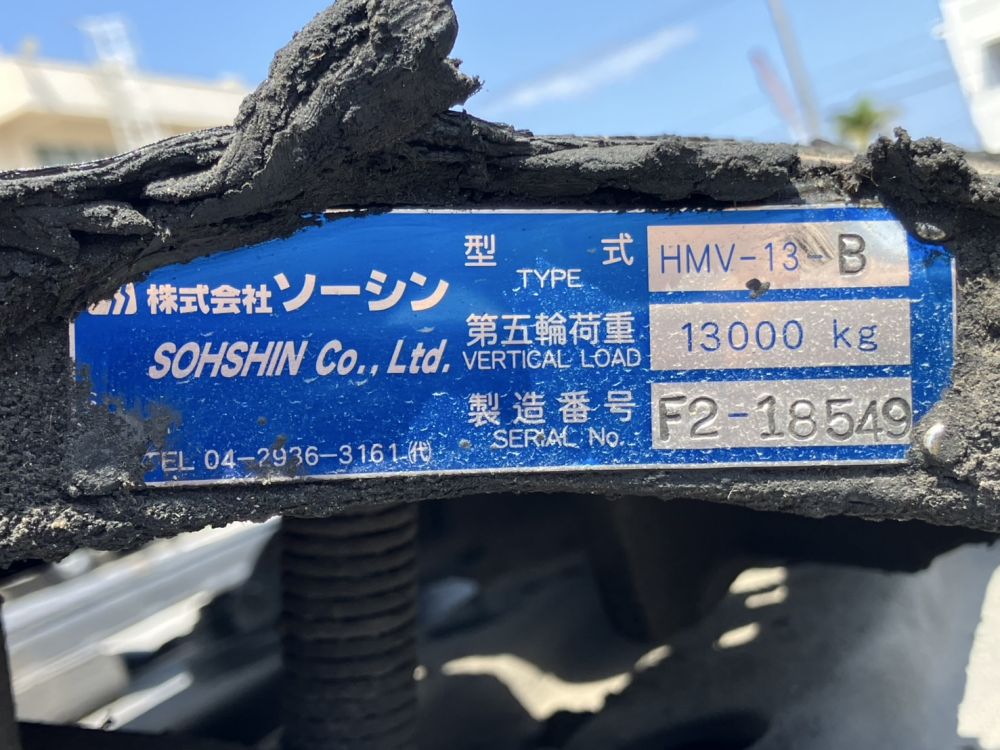 株式会社ソーシン
SOHSHIN Co., Ltd.
TEL 04-2936-3161 ㈹
型式 HMV-13-B
TYPE
第五輪荷重 13000 kg
VERTICAL LOAD
製造番号 F2-18549
SERIAL No.